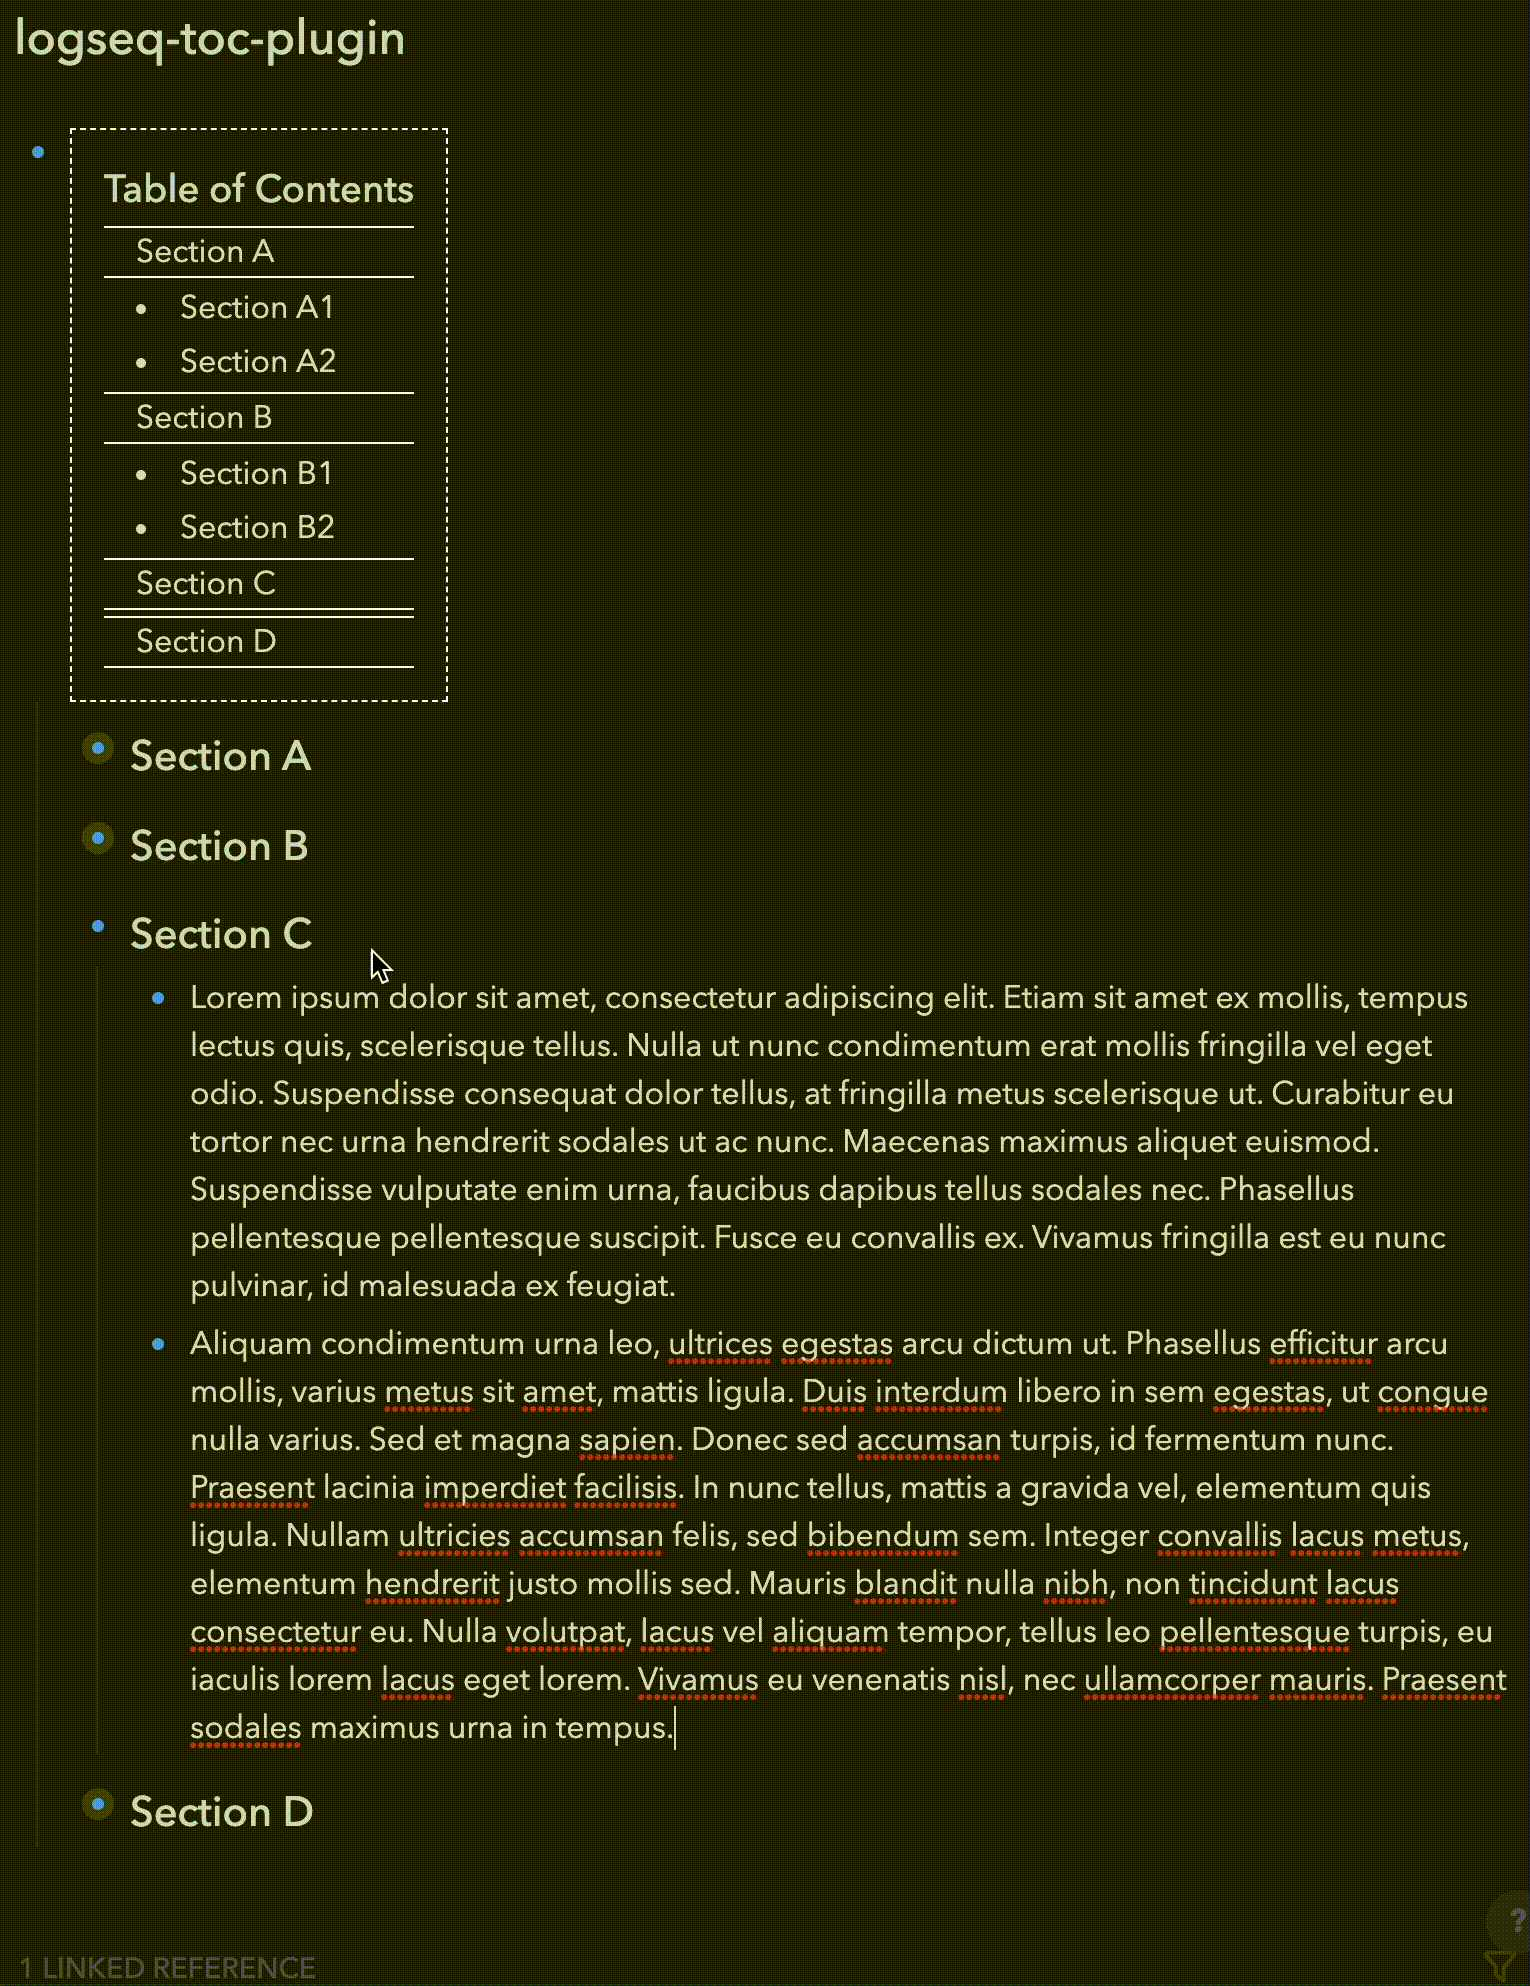 logseq-toc-plugin
Table of Contents
Section A
Section A1
Section A2
Section B
Section B1
Section B2
Section C
Section D
Section A
Section B
Section C
Lorem ipsum dolor sit amet, consectetur adipiscing elit. Etiam sit amet ex mollis, tempus
lectus quis, scelerisque tellus. Nulla ut nunc condimentum erat mollis fringilla vel eget
odio. Suspendisse consequat dolor tellus, at fringilla metus scelerisque ut. Curabitur eu
tortor nec urna hendrerit sodales ut ac nunc. Maecenas maximus aliquet euismod.
Suspendisse vulputate enim urna, faucibus dapibus tellus sodales nec. Phasellus
pellentesque pellentesque suscipit. Fusce eu convallis ex. Vivamus fringilla est eu nunc
pulvinar, id malesuada ex feugiat.
Aliquam condimentum urna leo, ultrices egestas arcu dictum ut. Phasellus efficitur arcu
mollis, varius metus sit amet, mattis ligula. Duis interdum libero in sem egestas, ut congue
nulla varius. Sed et magna sapien. Donec sed accumsan turpis, id fermentum nunc.
Praesent lacinia imperdiet facilisis. In nunc tellus, mattis a gravida vel, elementum quis
ligula. Nullam ultricies accumsan felis, sed bibendum sem. Integer convallis lacus metus,
elementum hendrerit justo mollis sed. Mauris blandit nulla nibh, non tincidunt lacus
consectetur eu. Nulla volutpat, lacus vel aliquam tempor, tellus leo pellentesque turpis, eu
iaculis lorem lacus eget lorem. Vivamus eu venenatis nisl, nec ullamcorper mauris. Praesent
sodales maximus urna in tempus.
Section D
?
1 LINKED REFERENCE